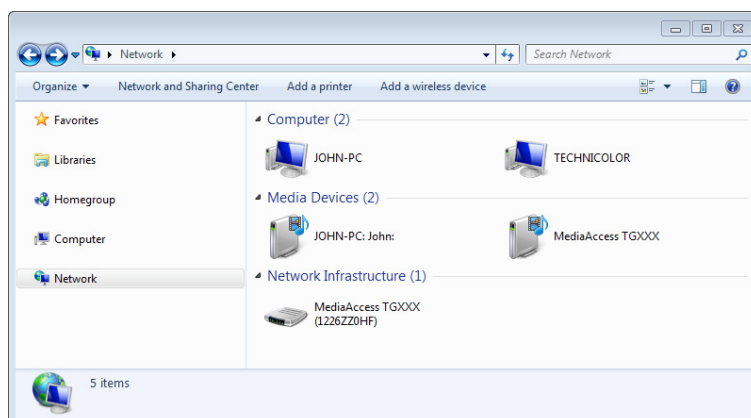 Network
Search Network
Organize
Network and Sharing Center
Add a printer
Add a wireless device
Favorites
Libraries
Homegroup
Computer
Network
Computer (2)
JOHN-PC
TECHNICOLOR
Media Devices (2)
JOHN-PC: John:
MediaAccess TGXXX
Network Infrastructure (1)
MediaAccess TGXXX
(1226ZZ0HF)
5 items